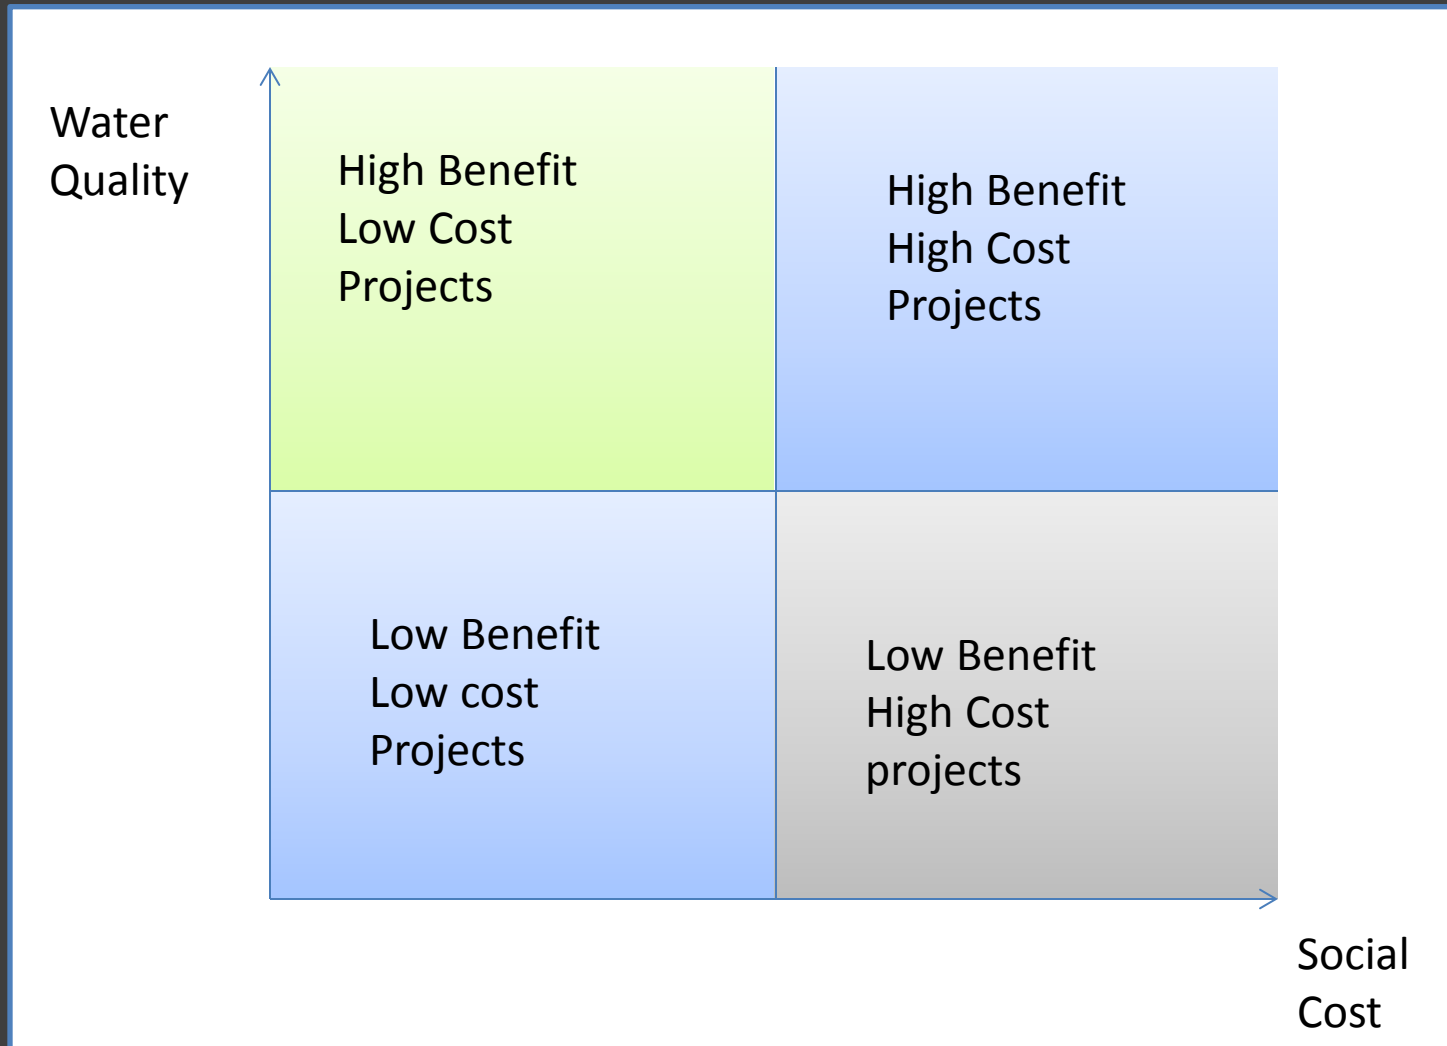 Water
Quality
High Benefit
Low Cost
Projects
High Benefit
High Cost
Projects
Low Benefit
Low cost
Projects
Low Benefit
High Cost
projects
Social
Cost